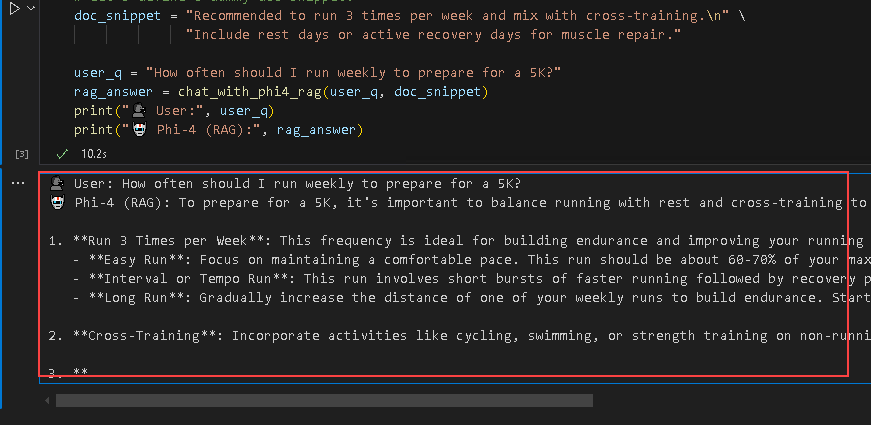 doc_snippet = "Recommended to run 3 times per week and mix with cross-training.\n" \
"Include rest days or active recovery days for muscle repair."
user_q = "How often should I run weekly to prepare for a 5K?"
rag_answer = chat_with_phi4_rag(user_q, doc_snippet)
print("👤 User:", user_q)
print("🤖 Phi-4 (RAG):", rag_answer)
[3] ✓ 10.2s
... 👤 User: How often should I run weekly to prepare for a 5K?
🤖 Phi-4 (RAG): To prepare for a 5K, it's important to balance running with rest and cross-training to
1. **Run 3 Times per Week**: This frequency is ideal for building endurance and improving your running
- **Easy Run**: Focus on maintaining a comfortable pace. This run should be about 60-70% of your max
- **Interval or Tempo Run**: This run involves short bursts of faster running followed by recovery p
- **Long Run**: Gradually increase the distance of one of your weekly runs to build endurance. Start
2. **Cross-Training**: Incorporate activities like cycling, swimming, or strength training on non-runni
3. **